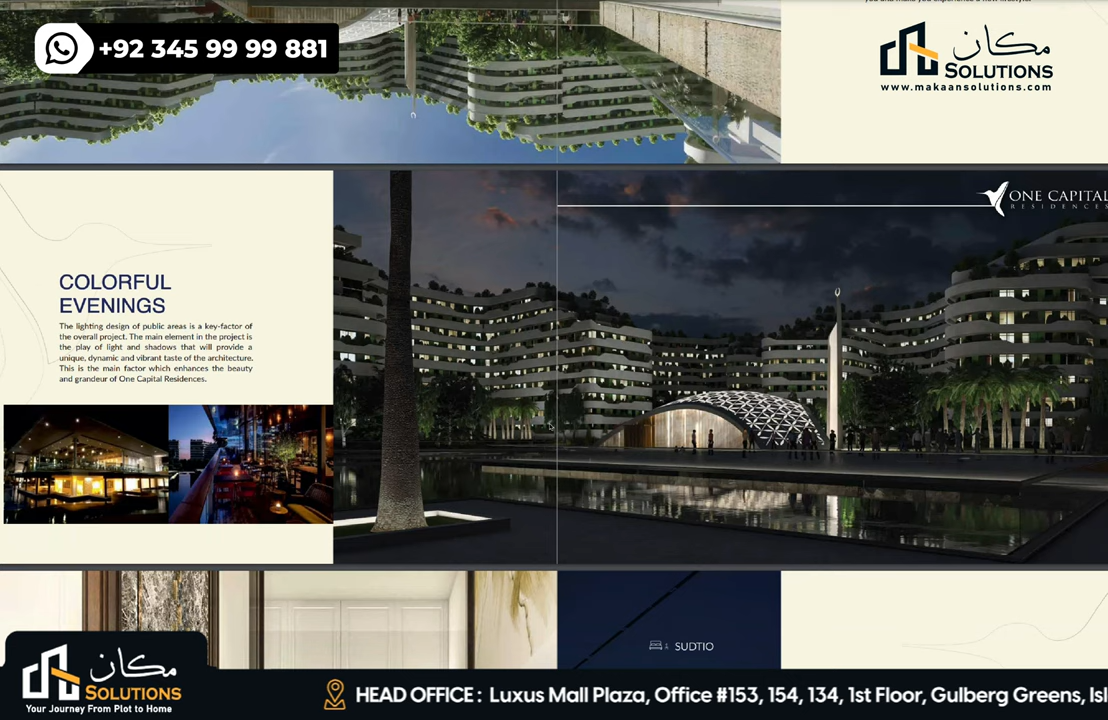 +92 345 99 99 881
مكان
SOLUTIONS
www.makaansolutions.com
ONE CAPITAL
RESIDENCES
COLORFUL
EVENINGS
The lighting design of public areas is a key-factor of
the overall project. The main element in the project is
the play of light and shadows that will provide a
unique, dynamic and vibrant taste of the architecture.
This is the main factor which enhances the beauty
and grandeur of One Capital Residences.
SUDTIO
مكان
SOLUTIONS
Your Journey From Plot to Home
HEAD OFFICE : Luxus Mall Plaza, Office #153, 154, 134, 1st Floor, Gulberg Greens, Isl